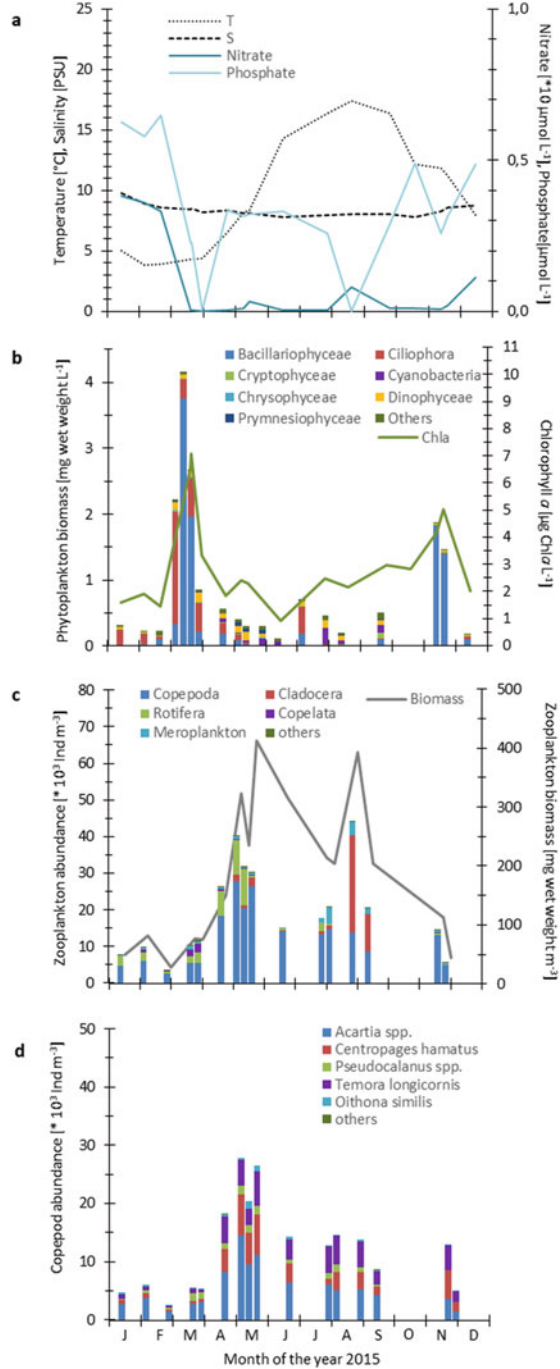 a
T
S
Nitrate
Phosphate
25
20
15
10
5
0
1,0
0,5
0,0
Temperature [°C], Salinity [PSU]
Nitrate [*10 µmol L-1], Phosphate[µmol L-1]
b
Bacillariophyceae
Ciliophora
Cryptophyceae
Cyanobacteria
Chrysophyceae
Dinophyceae
Prymnesiophyceae
Others
Chla
4
3
2
1
0
11
10
9
8
7
6
5
4
3
2
1
0
Phytoplankton biomass [mg wet weight L-1]
Chlorophyll a [µg Chla L-1]
c
Copepoda
Cladocera
Biomass
Rotifera
Copelata
Meroplankton
others
80
70
60
50
40
30
20
10
0
500
400
300
200
100
0
Zooplankton abundance [* 10³ Ind m-3]
Zooplankton biomass [mg wet weight m-3]
d
Acartia spp.
Centropages hamatus
Pseudocalanus spp.
Temora longicornis
Oithona similis
others
50
40
30
20
10
0
Copepod abundance [* 10³ Ind m-3]
J F M A M J J A S O N D
Month of the year 2015